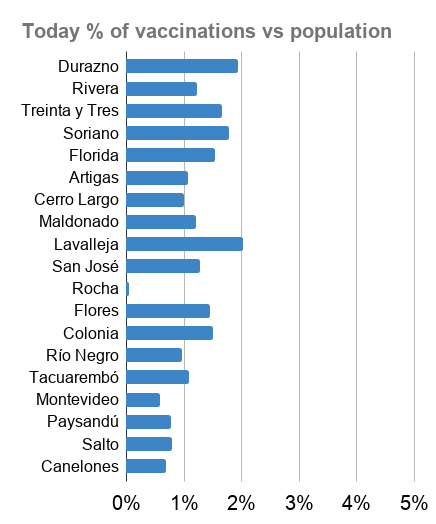 Today % of vaccinations vs population
Durazno
Rivera
Treinta y Tres
Soriano
Florida
Artigas
Cerro Largo
Maldonado
Lavalleja
San José
Rocha
Flores
Colonia
Río Negro
Tacuarembó
Montevideo
Paysandú
Salto
Canelones
0% 1% 2% 3% 4% 5%